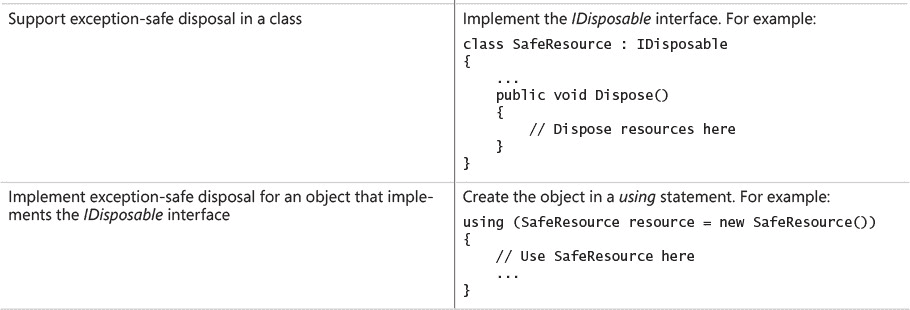 Support exception-safe disposal in a class
Implement the IDisposable interface. For example:
class SafeResource : IDisposable
{
    ...
    public void Dispose()
    {
        // Dispose resources here
    }
}
Implement exception-safe disposal for an object that imple-
ments the IDisposable interface
Create the object in a using statement. For example:
using (SafeResource resource = new SafeResource())
{
    // Use SafeResource here
    ...
}